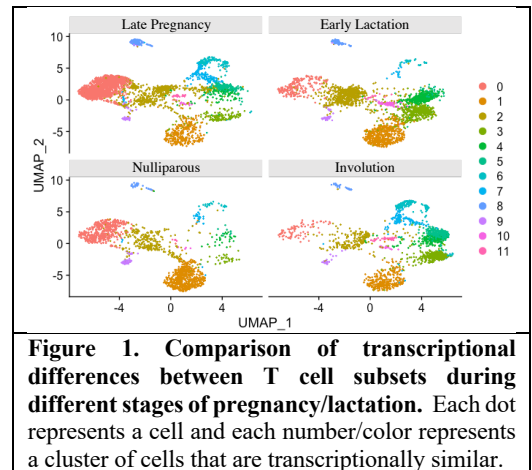 Late Pregnancy
Early Lactation
10
5
0
-5
0
1
2
3
4
5
6
7
8
9
10
11
UMAP_2
Nulliparous
Involution
10
5
0
-5
-4
0
4
-4
0
4
UMAP_1
Figure 1. Comparison of transcriptional
differences between T cell subsets during
different stages of pregnancy/lactation. Each dot
represents a cell and each number/color represents
a cluster of cells that are transcriptionally similar.